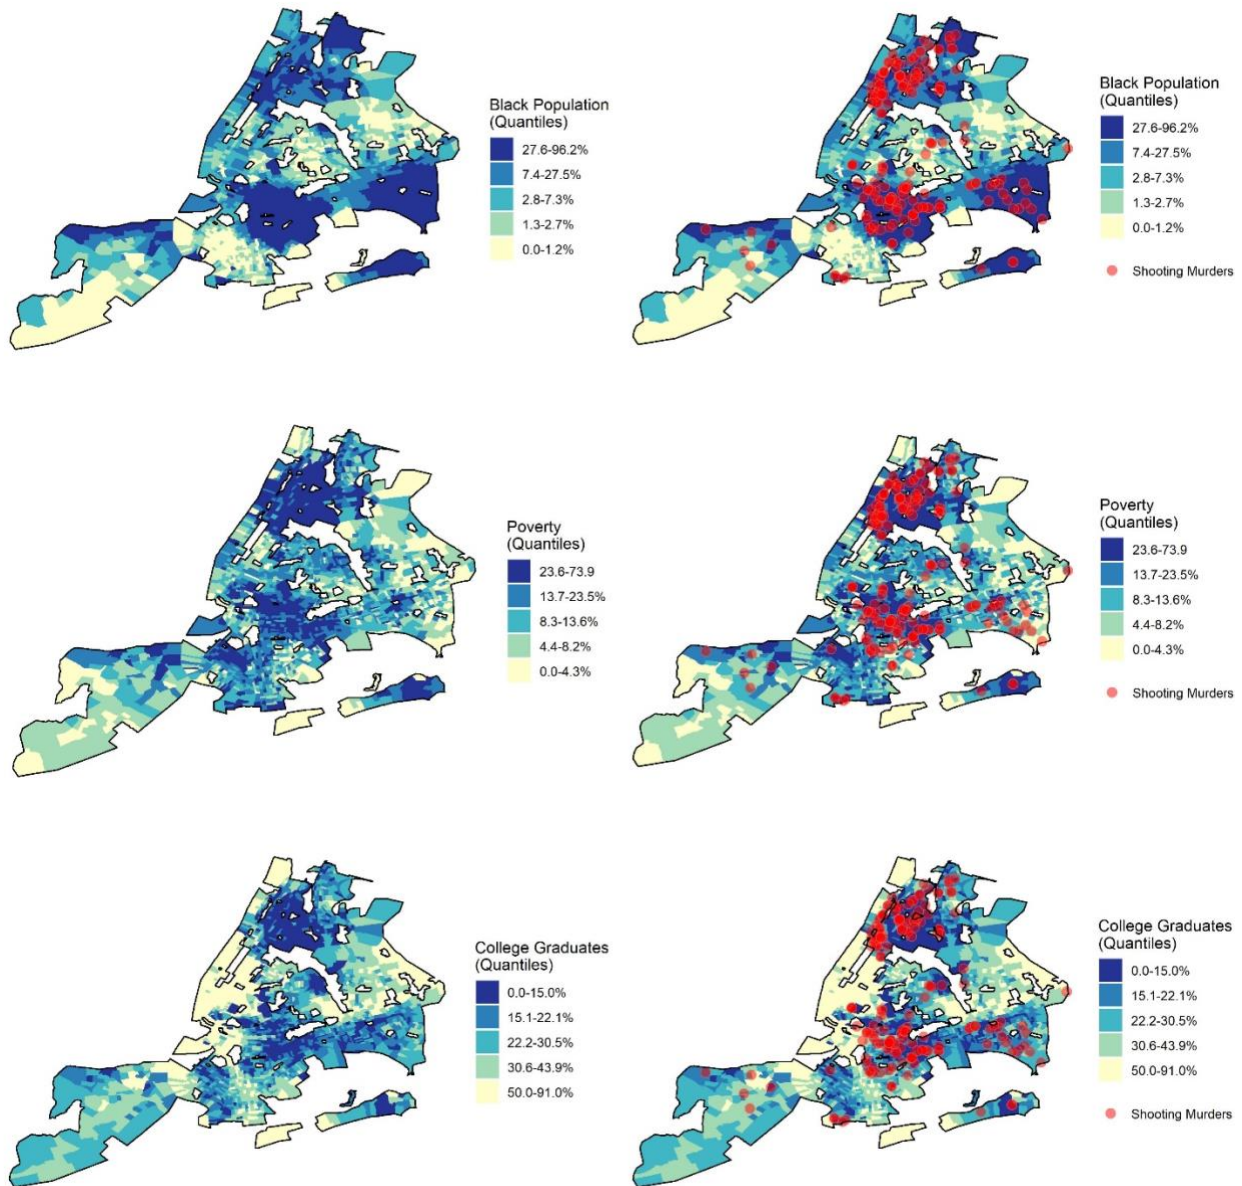 Black Population
(Quantiles)
27.6-96.2%
7.4-27.5%
2.8-7.3%
1.3-2.7%
0.0-1.2%
Black Population
(Quantiles)
27.6-96.2%
7.4-27.5%
2.8-7.3%
1.3-2.7%
0.0-1.2%
Shooting Murders
Poverty
(Quantiles)
23.6-73.9
13.7-23.5%
8.3-13.6%
4.4-8.2%
0.0-4.3%
Poverty
(Quantiles)
23.6-73.9
13.7-23.5%
8.3-13.6%
4.4-8.2%
0.0-4.3%
Shooting Murders
College Graduates
(Quantiles)
0.0-15.0%
15.1-22.1%
22.2-30.5%
30.6-43.9%
50.0-91.0%
College Graduates
(Quantiles)
0.0-15.0%
15.1-22.1%
22.2-30.5%
30.6-43.9%
50.0-91.0%
Shooting Murders